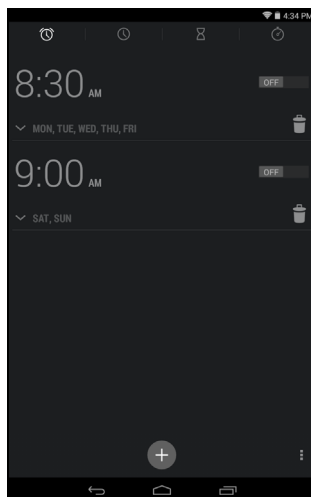 4:34 PM
8:30 AM
OFF
MON, TUE, WED, THU, FRI
9:00 AM
OFF
SAT, SUN